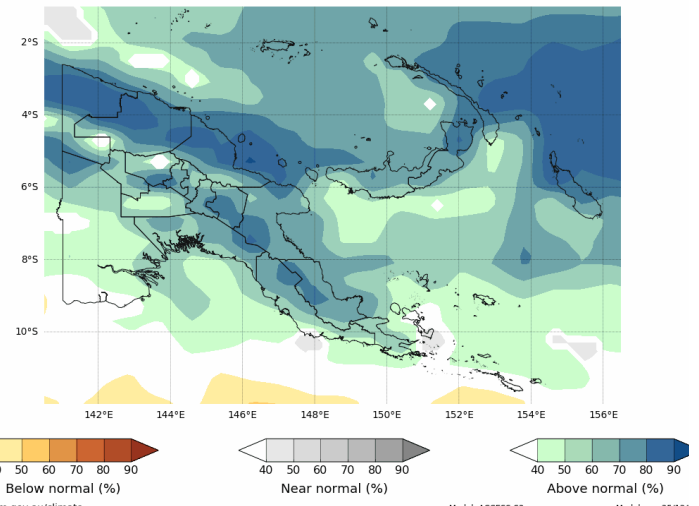 2°S
4°S
6°S
8°S
10°S
142°E 144°E 146°E 148°E 150°E 152°E 154°E 156°E
50 60 70 80 90 40 50 60 70 80 90 40 50 60 70 80 90
Below normal (%) Near normal (%) Above normal (%)